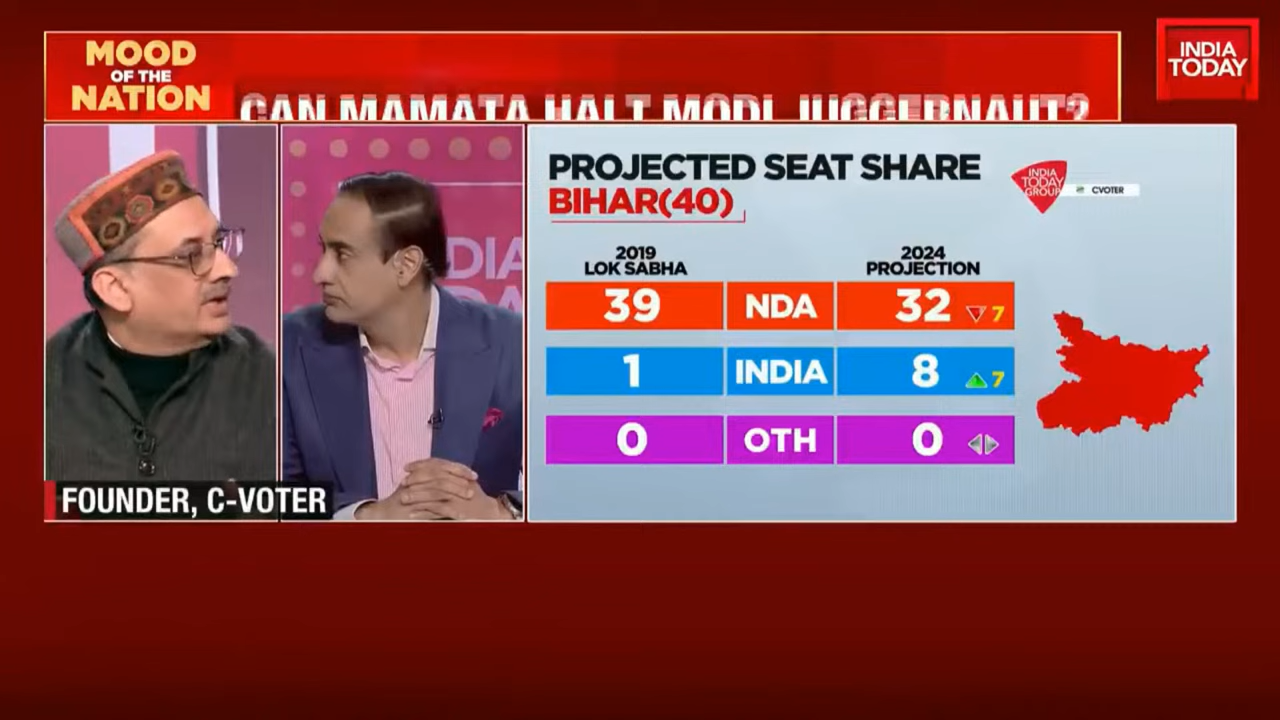 MOOD
OF THE
NATION
CAN MAMATA HALT MODI JUGGERNAUT?
INDIA
TODAY
PROJECTED SEAT SHARE
BIHAR(40)
INDIA
TODAY
GROUP
CVOTER
2019
LOK SABHA
2024
PROJECTION
39 NDA 32 7
1 INDIA 8 7
0 OTH 0
FOUNDER, C-VOTER